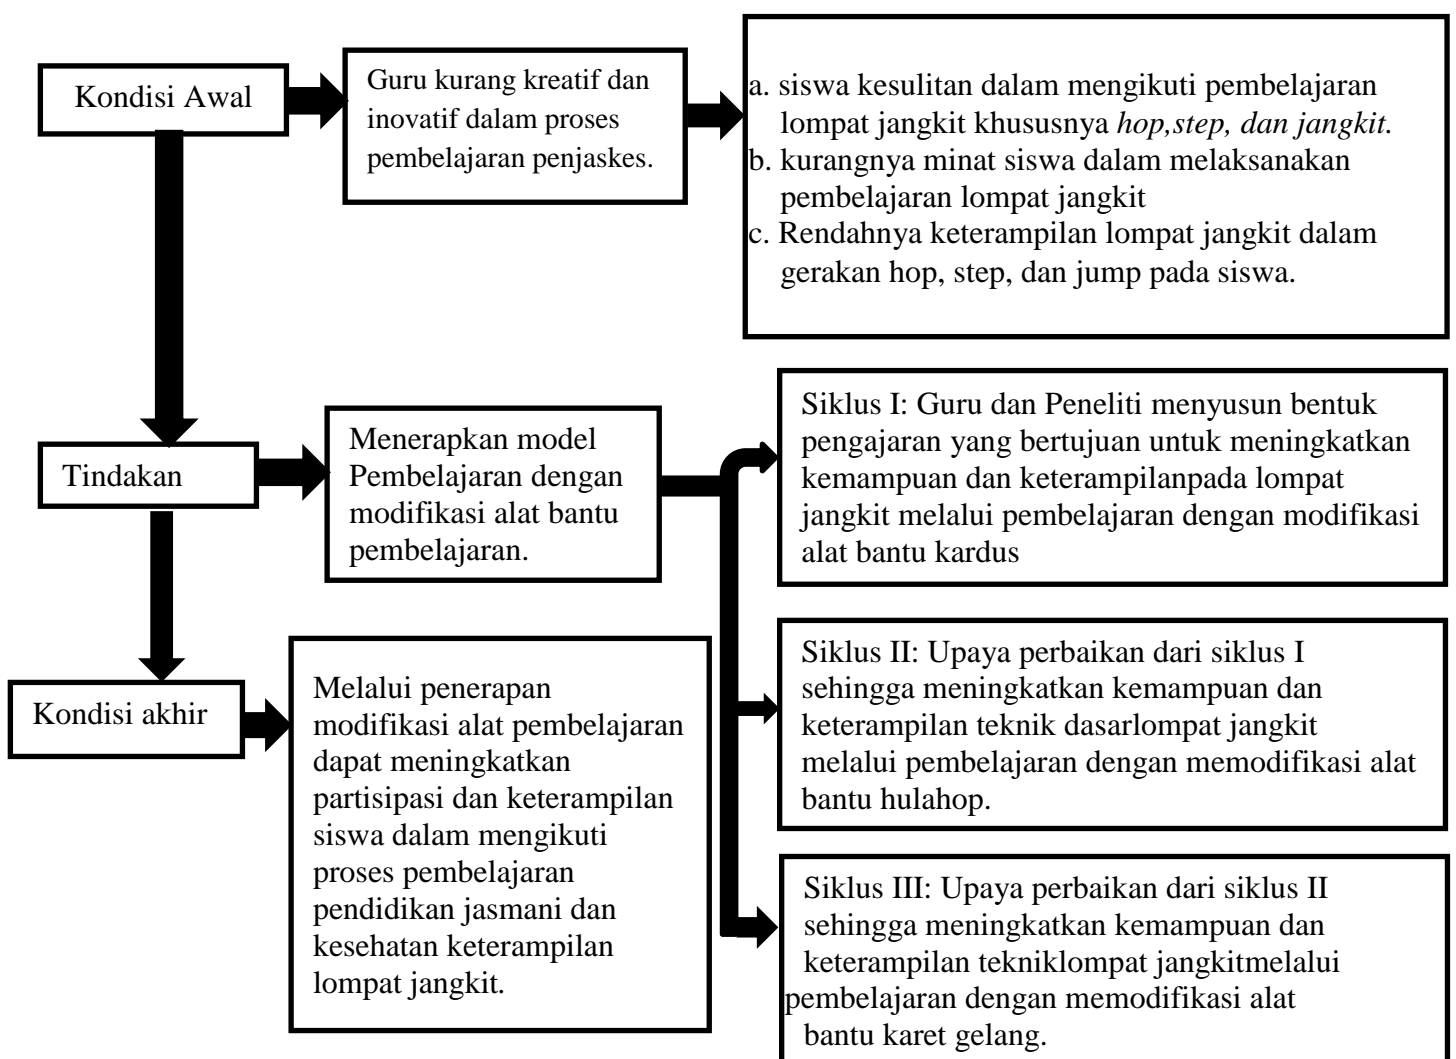 Kondisi Awal
Guru kurang kreatif dan
inovatif dalam proses
pembelajaran penjaskes.
a. siswa kesulitan dalam mengikuti pembelajaran
lompat jangkit khususnya hop,step, dan jangkit.
b. kurangnya minat siswa dalam melaksanakan
pembelajaran lompat jangkit
c. Rendahnya keterampilan lompat jangkit dalam
gerakan hop, step, dan jump pada siswa.
Tindakan
Menerapkan model
Pembelajaran dengan
modifikasi alat bantu
pembelajaran.
Siklus I: Guru dan Peneliti menyusun bentuk
pengajaran yang bertujuan untuk meningkatkan
kemampuan dan keterampilanpada lompat
jangkit melalui pembelajaran dengan modifikasi
alat bantu kardus
Siklus II: Upaya perbaikan dari siklus I
sehingga meningkatkan kemampuan dan
keterampilan teknik dasarlompat jangkit
melalui pembelajaran dengan memodifikasi alat
bantu hulahop.
Siklus III: Upaya perbaikan dari siklus II
sehingga meningkatkan kemampuan dan
keterampilan tekniklompat jangkitmelalui
pembelajaran dengan memodifikasi alat
bantu karet gelang.
Kondisi akhir
Melalui penerapan
modifikasi alat pembelajaran
dapat meningkatkan
partisipasi dan keterampilan
siswa dalam mengikuti
proses pembelajaran
pendidikan jasmani dan
kesehatan keterampilan
lompat jangkit.